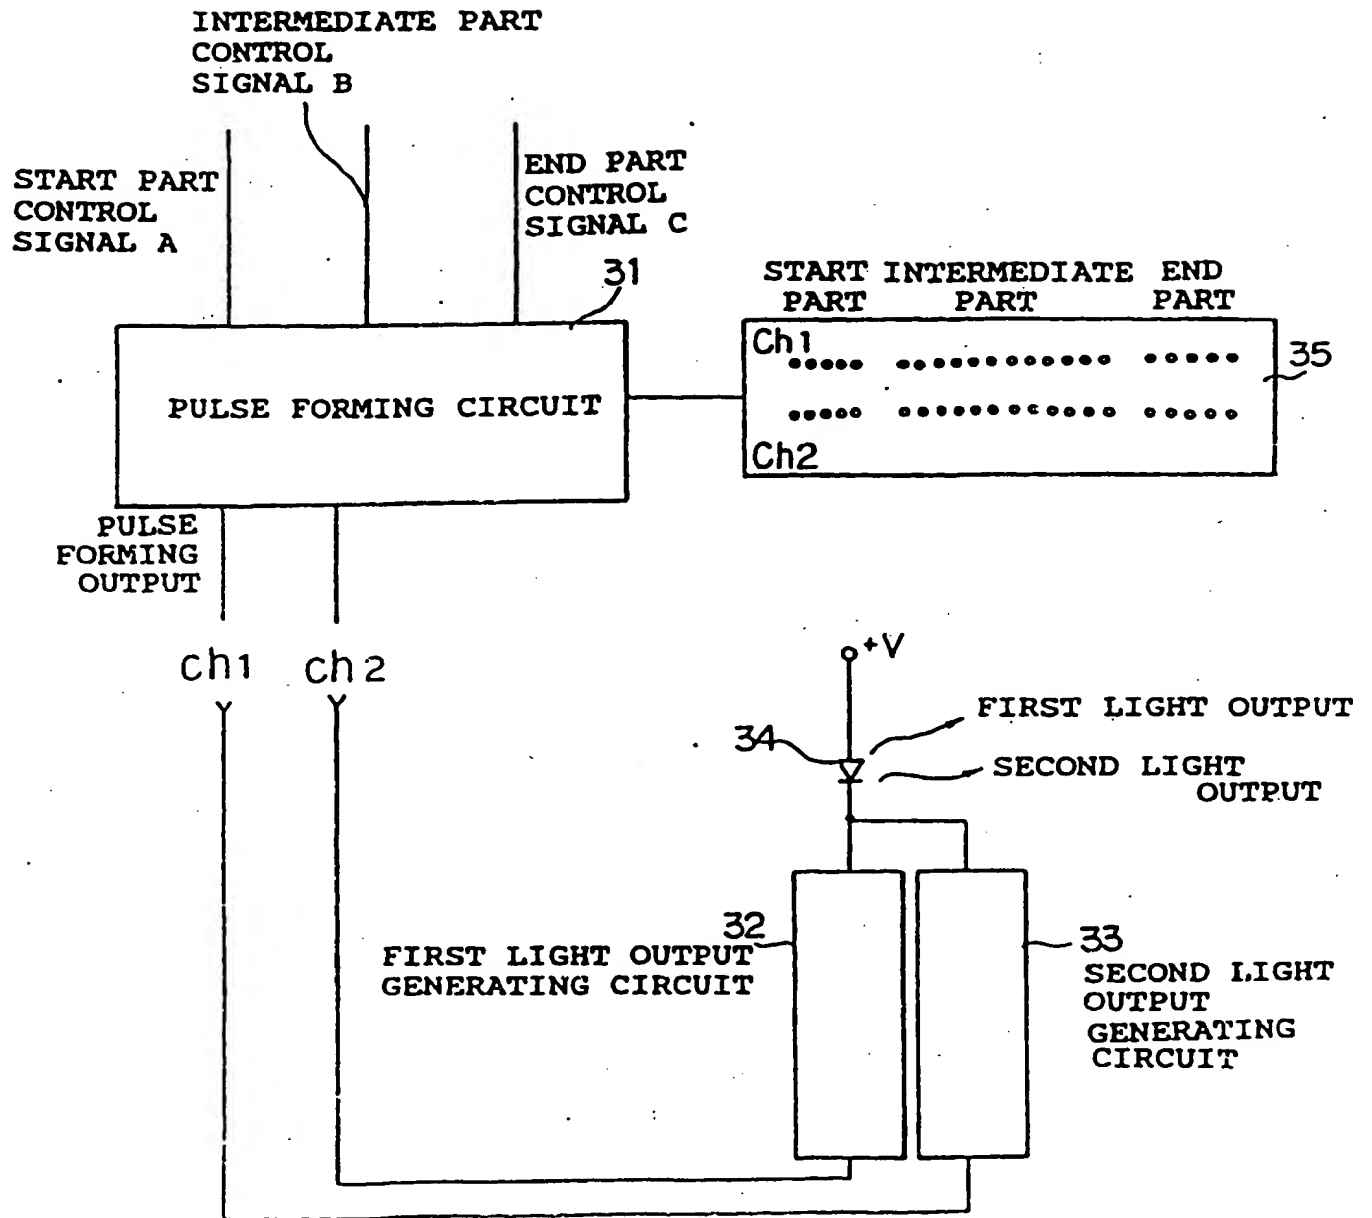 INTERMEDIATE PART
CONTROL
SIGNAL B
START PART
CONTROL
SIGNAL A
END PART
CONTROL
SIGNAL C
31
START INTERMEDIATE END
PART PART PART
Ch1
35
PULSE FORMING CIRCUIT
Ch2
PULSE
FORMING
OUTPUT
Ch1 Ch2
+V
FIRST LIGHT OUTPUT
34
SECOND LIGHT
OUTPUT
32
FIRST LIGHT OUTPUT
GENERATING CIRCUIT
33
SECOND LIGHT
OUTPUT
GENERATING
CIRCUIT